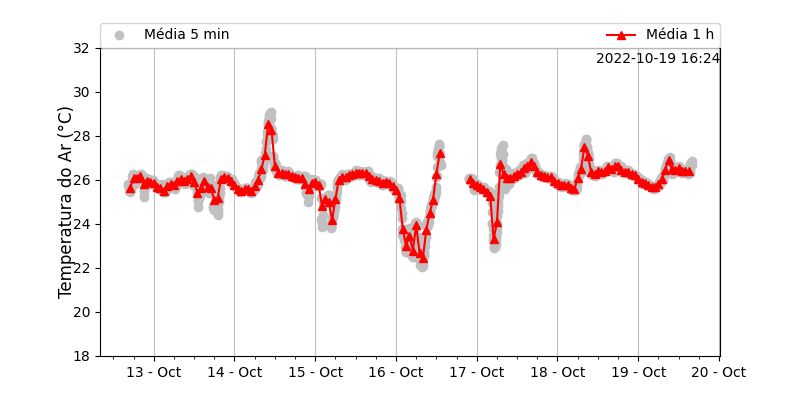 Média 5 min
Média 1 h
2022-10-19 16:24
Temperatura do Ar (°C)
32
30
28
26
24
22
20
18
13 - Oct
14 - Oct
15 - Oct
16 - Oct
17 - Oct
18 - Oct
19 - Oct
20 - Oct